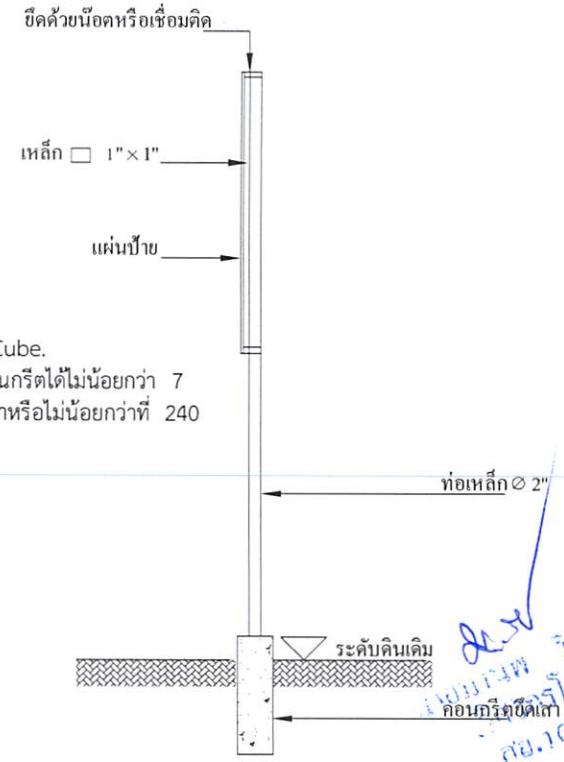 ยึดด้วยน๊อตหรือเชื่อมติด
เหล็ก 1" × 1"
แผ่นป้าย
Cube.
นกรีตได้ไม่น้อยกว่า 7
าหรือไม่น้อยกว่าที่ 240
ท่อเหล็ก Ø 2"
ระดับดินเดิม
คอนกรีตยึดเสา